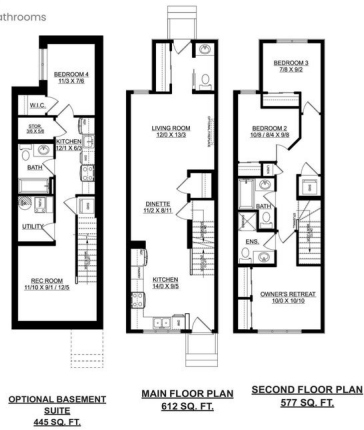 athrooms
BEDROOM 4
11/3 X 7/6
W.I.C.
STOR.
3/6 X 5/8
KITCHEN
12/1 X 6/3
BATH
UTILITY
REC ROOM
11/10 X 9/1 / 12/5
OPTIONAL BASEMENT
SUITE
445 SQ. FT.
LIVING ROOM
12/0 X 13/3
DINETTE
11/2 X 8/11
KITCHEN
14/0 X 9/5
MAIN FLOOR PLAN
612 SQ. FT.
BEDROOM 3
7/8 X 9/2
BEDROOM 2
10/8 / 8/4 X 9/8
BATH
ENS.
OWNER'S RETREAT
10/0 X 10/10
SECOND FLOOR PLAN
577 SQ. FT.